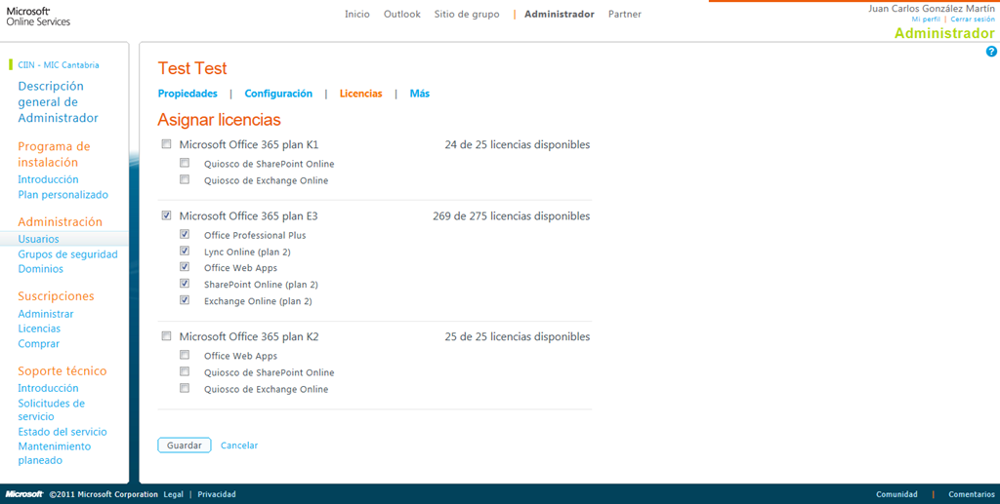 Microsoft
Online Services
Inicio Outlook Sitio de grupo | Administrador Partner
Juan Carlos González Martín
Mi perfil | Cerrar sesión
Administrador
?
CIIN - MIC Cantabria
Descripción
general de
Administrador
Programa de
instalación
Introducción
Plan personalizado
Administración
Usuarios
Grupos de seguridad
Dominios
Suscripciones
Administrar
Licencias
Comprar
Soporte técnico
Introducción
Solicitudes de
servicio
Estado del servicio
Mantenimiento
planeado
Test Test
Propiedades | Configuración | Licencias | Más
Asignar licencias
Microsoft Office 365 plan K1 24 de 25 licencias disponibles
Quiosco de SharePoint Online
Quiosco de Exchange Online
Microsoft Office 365 plan E3 269 de 275 licencias disponibles
Office Professional Plus
Lync Online (plan 2)
Office Web Apps
SharePoint Online (plan 2)
Exchange Online (plan 2)
Microsoft Office 365 plan K2 25 de 25 licencias disponibles
Office Web Apps
Quiosco de SharePoint Online
Quiosco de Exchange Online
Guardar Cancelar
Microsoft ©2011 Microsoft Corporation Legal | Privacidad Comunidad | Comentarios